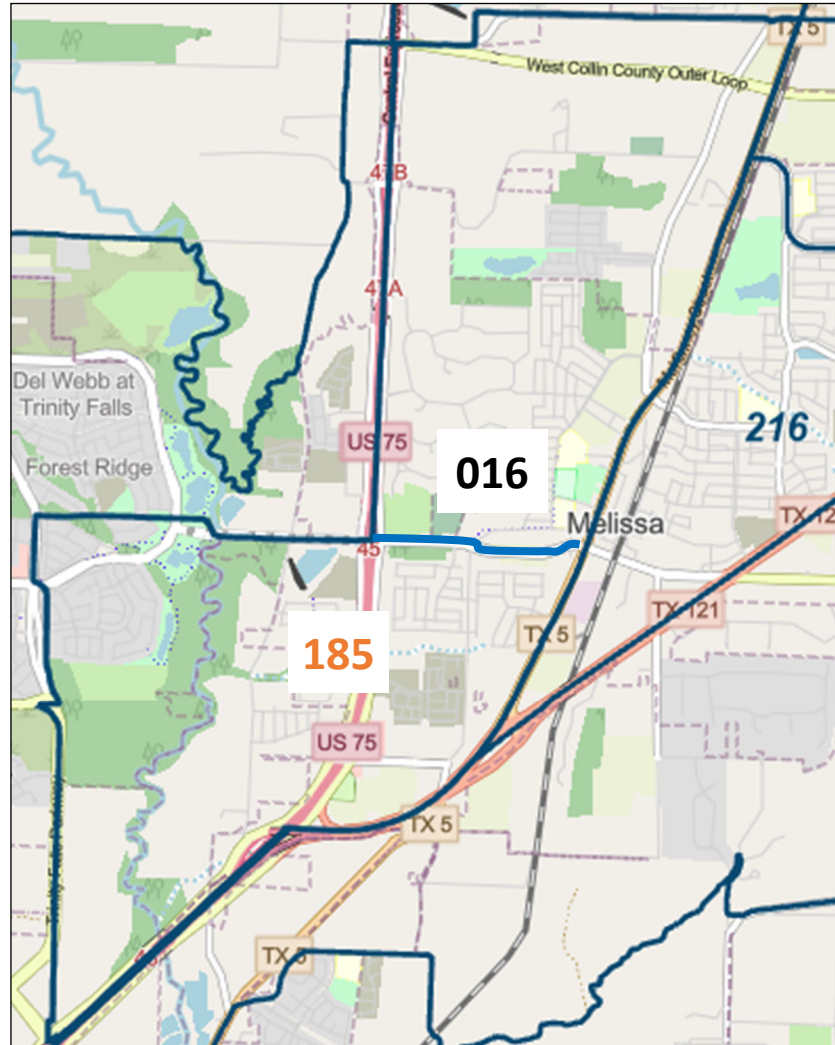 TX 5
West Collin County Outer Loop
47B
47A
Del Webb at
Trinity Falls
US 75
216
Forest Ridge
016
TX 12
Melissa
45
TX 121
TX 5
185
US 75
TX 5
TX 5